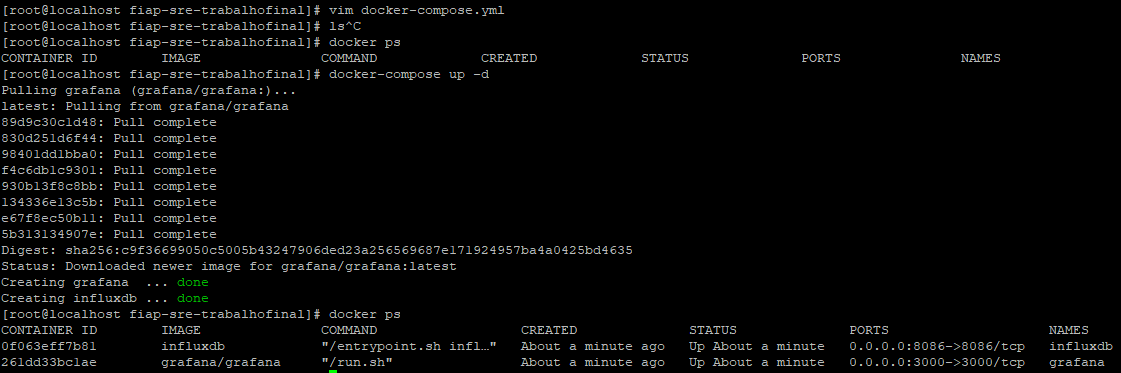 [root@localhost fiap-sre-trabalhofinal]# vim docker-compose.yml
[root@localhost fiap-sre-trabalhofinal]# ls^C
[root@localhost fiap-sre-trabalhofinal]# docker ps
CONTAINER ID        IMAGE               COMMAND             CREATED             STATUS              PORTS               NAMES
[root@localhost fiap-sre-trabalhofinal]# docker-compose up -d
Pulling grafana (grafana/grafana:)...
latest: Pulling from grafana/grafana
89d9c30c1d48: Pull complete
830d251d6f44: Pull complete
98401dd1bba0: Pull complete
f4c6db1c9301: Pull complete
930b13f8c8bb: Pull complete
134336e13c5b: Pull complete
e67f8ec50b11: Pull complete
5b313134907e: Pull complete
Digest: sha256:c9f36699050c5005b43247906ded23a256569687e171924957ba4a0425bd4635
Status: Downloaded newer image for grafana/grafana:latest
Creating grafana  ... done
Creating influxdb ... done
[root@localhost fiap-sre-trabalhofinal]# docker ps
CONTAINER ID        IMAGE               COMMAND                  CREATED              STATUS              PORTS                    NAMES
0f063eff7b81        influxdb            "/entrypoint.sh infl…"   About a minute ago   Up About a minute   0.0.0.0:8086->8086/tcp   influxdb
261dd33bc1ae        grafana/grafana     "/run.sh"                About a minute ago   Up About a minute   0.0.0.0:3000->3000/tcp   grafana